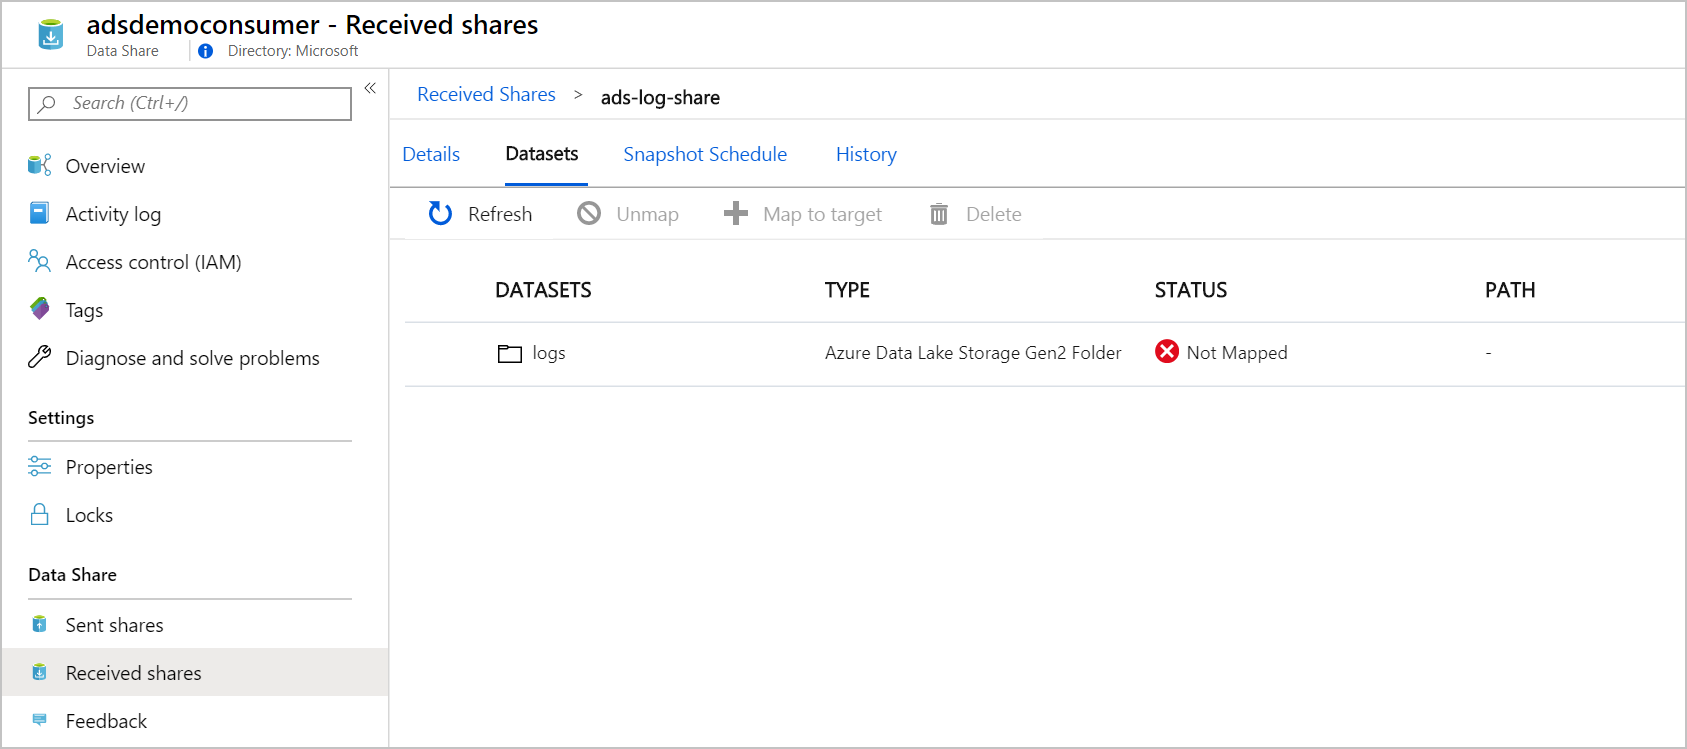 adsdemoconsumer - Received shares
Data Share
Directory: Microsoft
Search (Ctrl+/)
«
Overview
Activity log
Access control (IAM)
Tags
Diagnose and solve problems
Settings
Properties
Locks
Data Share
Sent shares
Received shares
Feedback
Received Shares > ads-log-share
Details Datasets Snapshot Schedule History
Refresh Unmap Map to target Delete
DATASETS TYPE STATUS PATH
logs Azure Data Lake Storage Gen2 Folder Not Mapped -